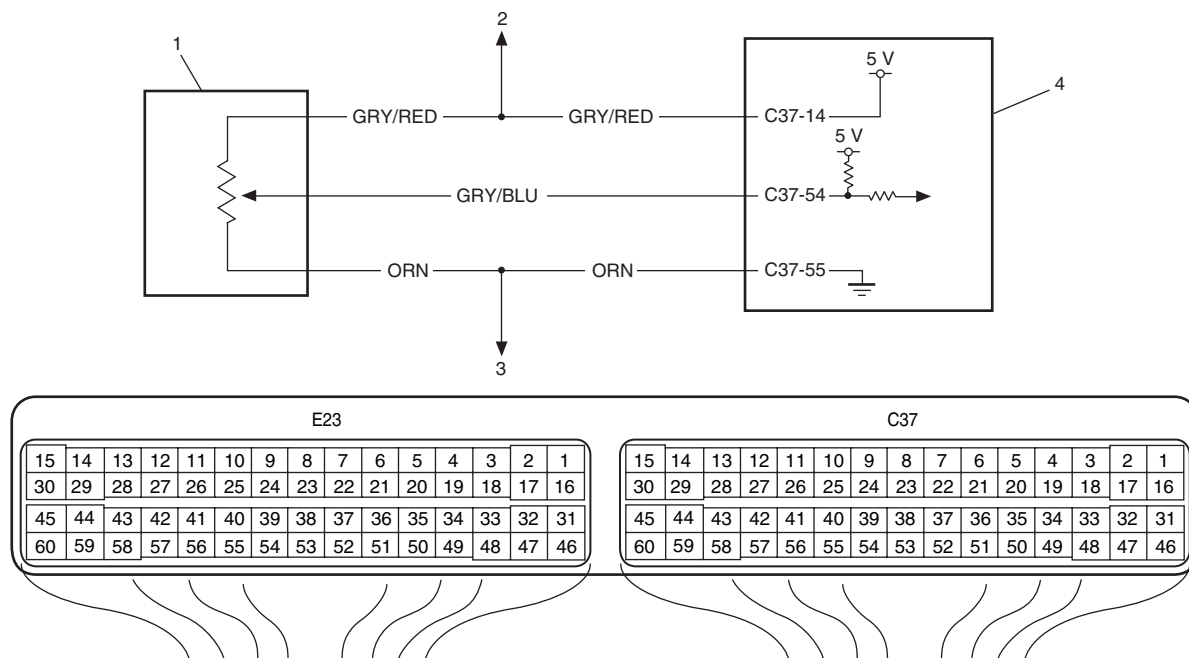 2
1
5 V
4
GRY/RED GRY/RED C37-14
5 V
GRY/BLU C37-54
ORN ORN C37-55
3
E23 C37
15 14 13 12 11 10 9 8 7 6 5 4 3 2 1 15 14 13 12 11 10 9 8 7 6 5 4 3 2 1
30 29 28 27 26 25 24 23 22 21 20 19 18 17 16 30 29 28 27 26 25 24 23 22 21 20 19 18 17 16
45 44 43 42 41 40 39 38 37 36 35 34 33 32 31 45 44 43 42 41 40 39 38 37 36 35 34 33 32 31
60 59 58 57 56 55 54 53 52 51 50 49 48 47 46 60 59 58 57 56 55 54 53 52 51 50 49 48 47 46